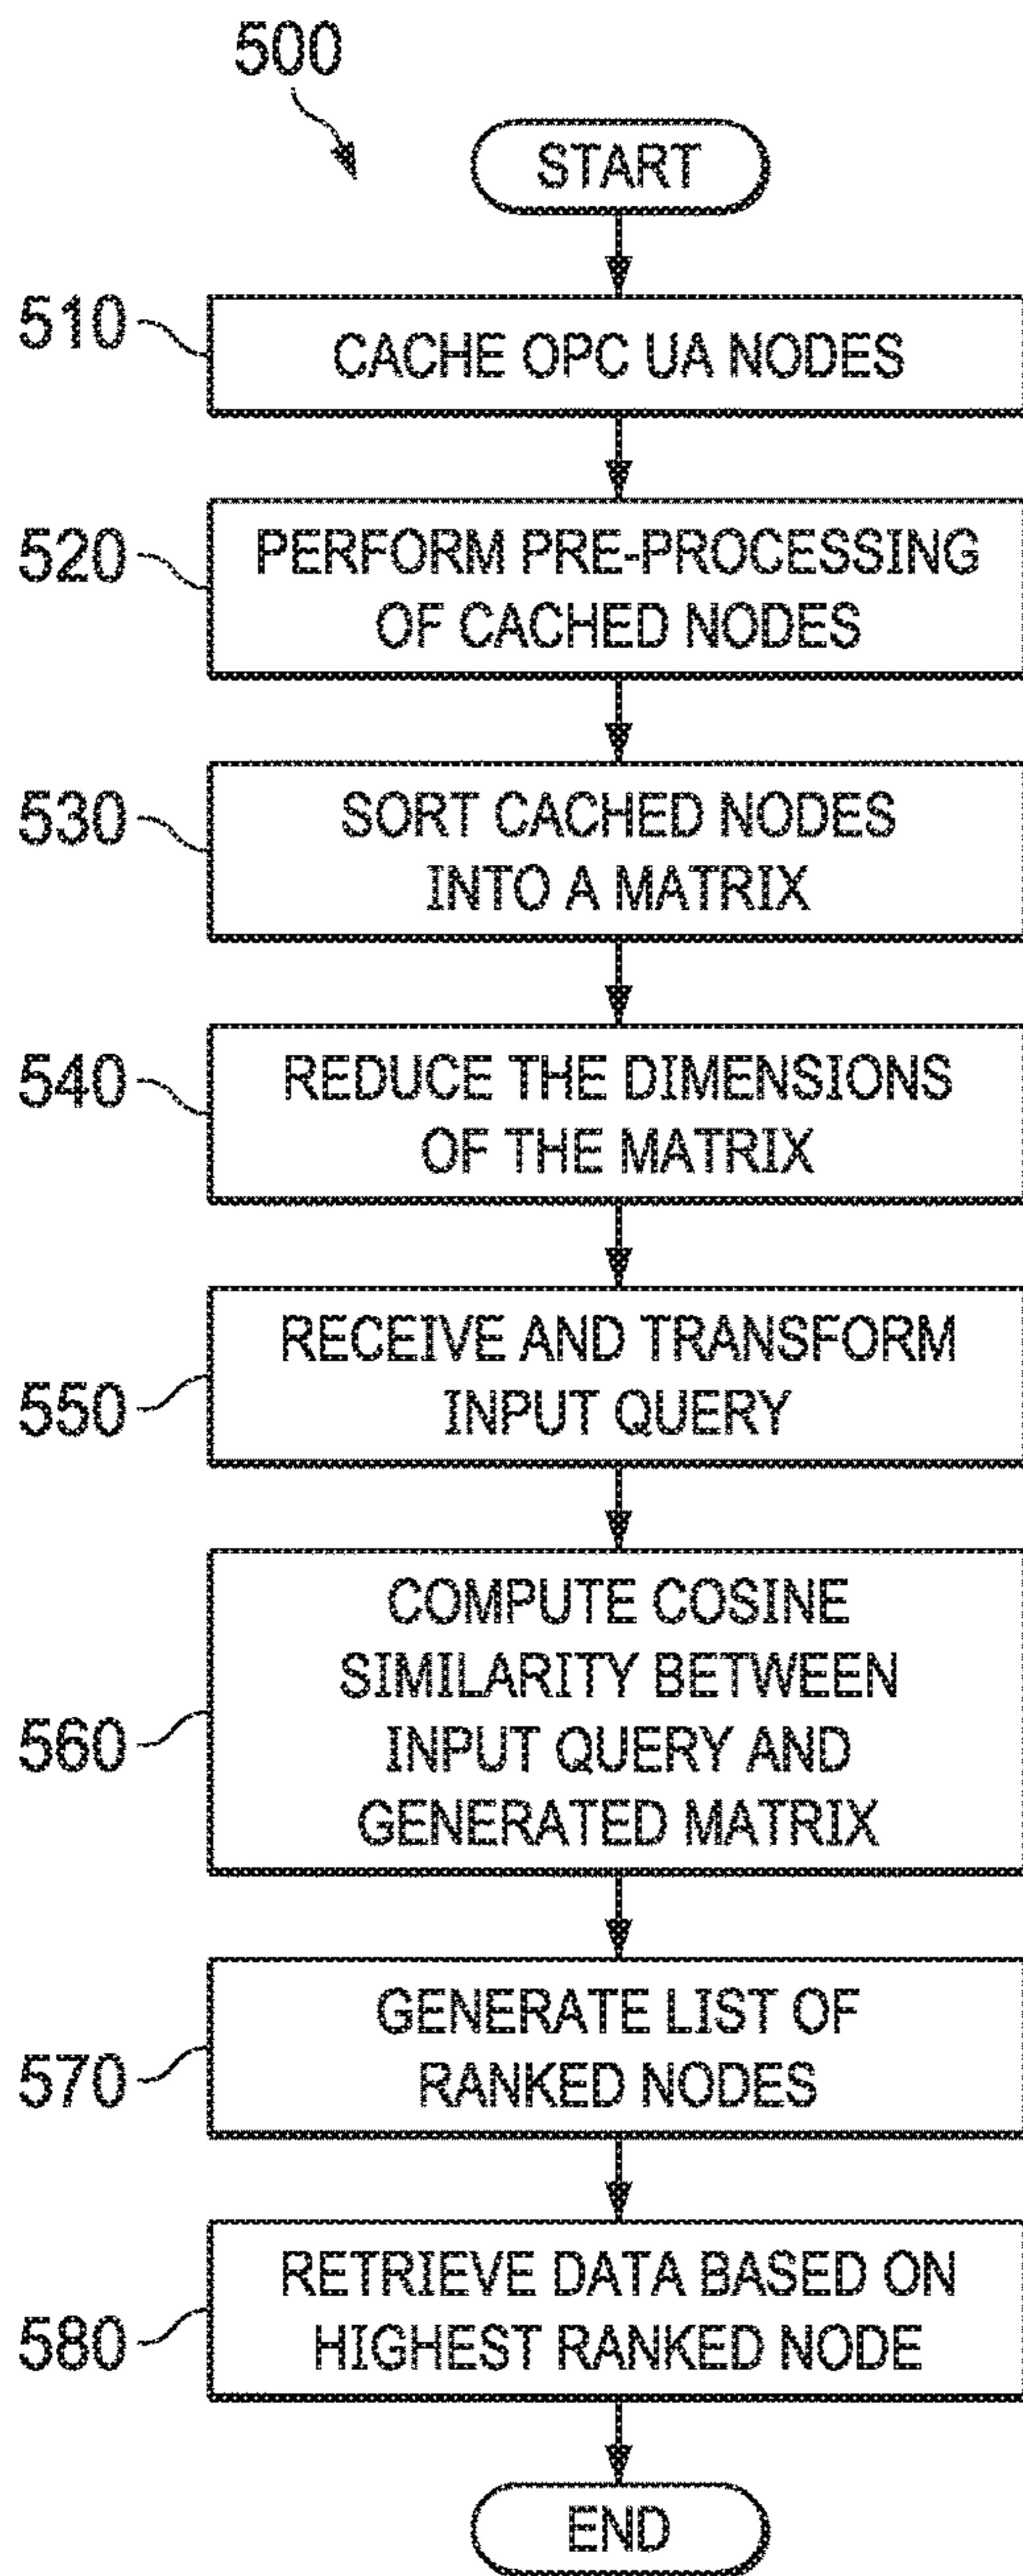 500
START
510
CACHE OPC UA NODES
520
PERFORM PRE-PROCESSING
OF CACHED NODES
530
SORT CACHED NODES
INTO A MATRIX
540
REDUCE THE DIMENSIONS
OF THE MATRIX
550
RECEIVE AND TRANSFORM
INPUT QUERY
560
COMPUTE COSINE
SIMILARITY BETWEEN
INPUT QUERY AND
GENERATED MATRIX
570
GENERATE LIST OF
RANKED NODES
580
RETRIEVE DATA BASED ON
HIGHEST RANKED NODE
END